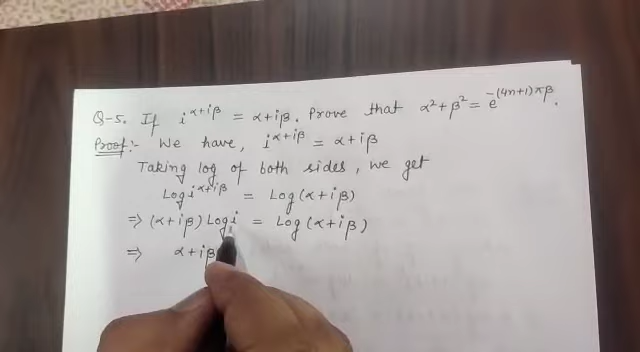 Q-5. If i^α+iβ = α+iβ. Prove that α²+β² = e^-(4n+1)πβ.
Proof:- We have, i^α+iβ = α+iβ
Taking log of both sides, we get
Log i^α+iβ = Log(α+iβ)
⇒ (α+iβ) Log i = Log(α+iβ)
⇒ α+iβ